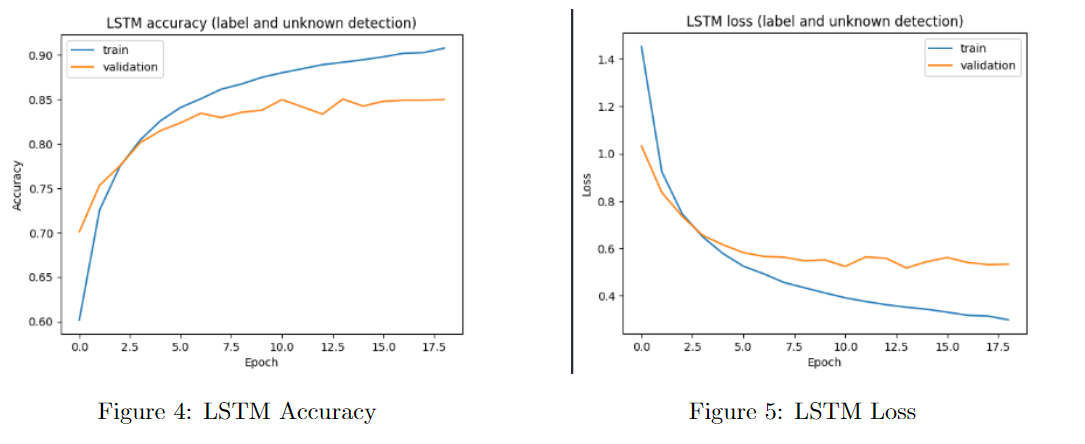 LSTM accuracy (label and unknown detection)
train
validation
0.90
0.85
0.80
0.75
0.70
0.65
0.60
Accuracy
0.0 2.5 5.0 7.5 10.0 12.5 15.0 17.5
Epoch
Figure 4: LSTM Accuracy
LSTM loss (label and unknown detection)
train
validation
1.4
1.2
1.0
0.8
0.6
0.4
Loss
0.0 2.5 5.0 7.5 10.0 12.5 15.0 17.5
Epoch
Figure 5: LSTM Loss